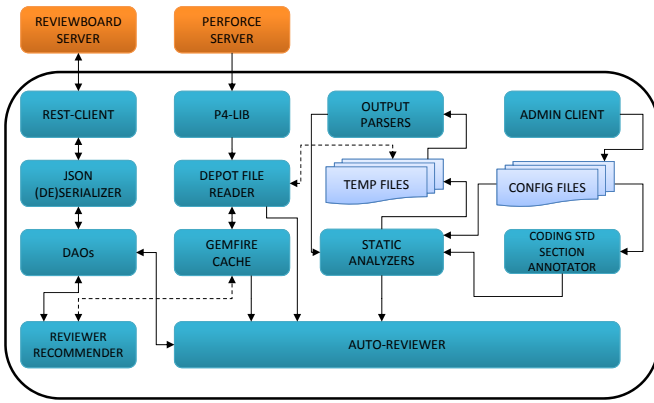 REVIEWBOARD
SERVER
PERFORCE
SERVER
REST-CLIENT
P4-LIB
OUTPUT
PARSERS
ADMIN CLIENT
JSON
(DE)SERIALIZER
DEPOT FILE
READER
TEMP FILES
CONFIG FILES
DAOs
GEMFIRE
CACHE
STATIC
ANALYZERS
CODING STD
SECTION
ANNOTATOR
REVIEWER
RECOMMENDER
AUTO-REVIEWER